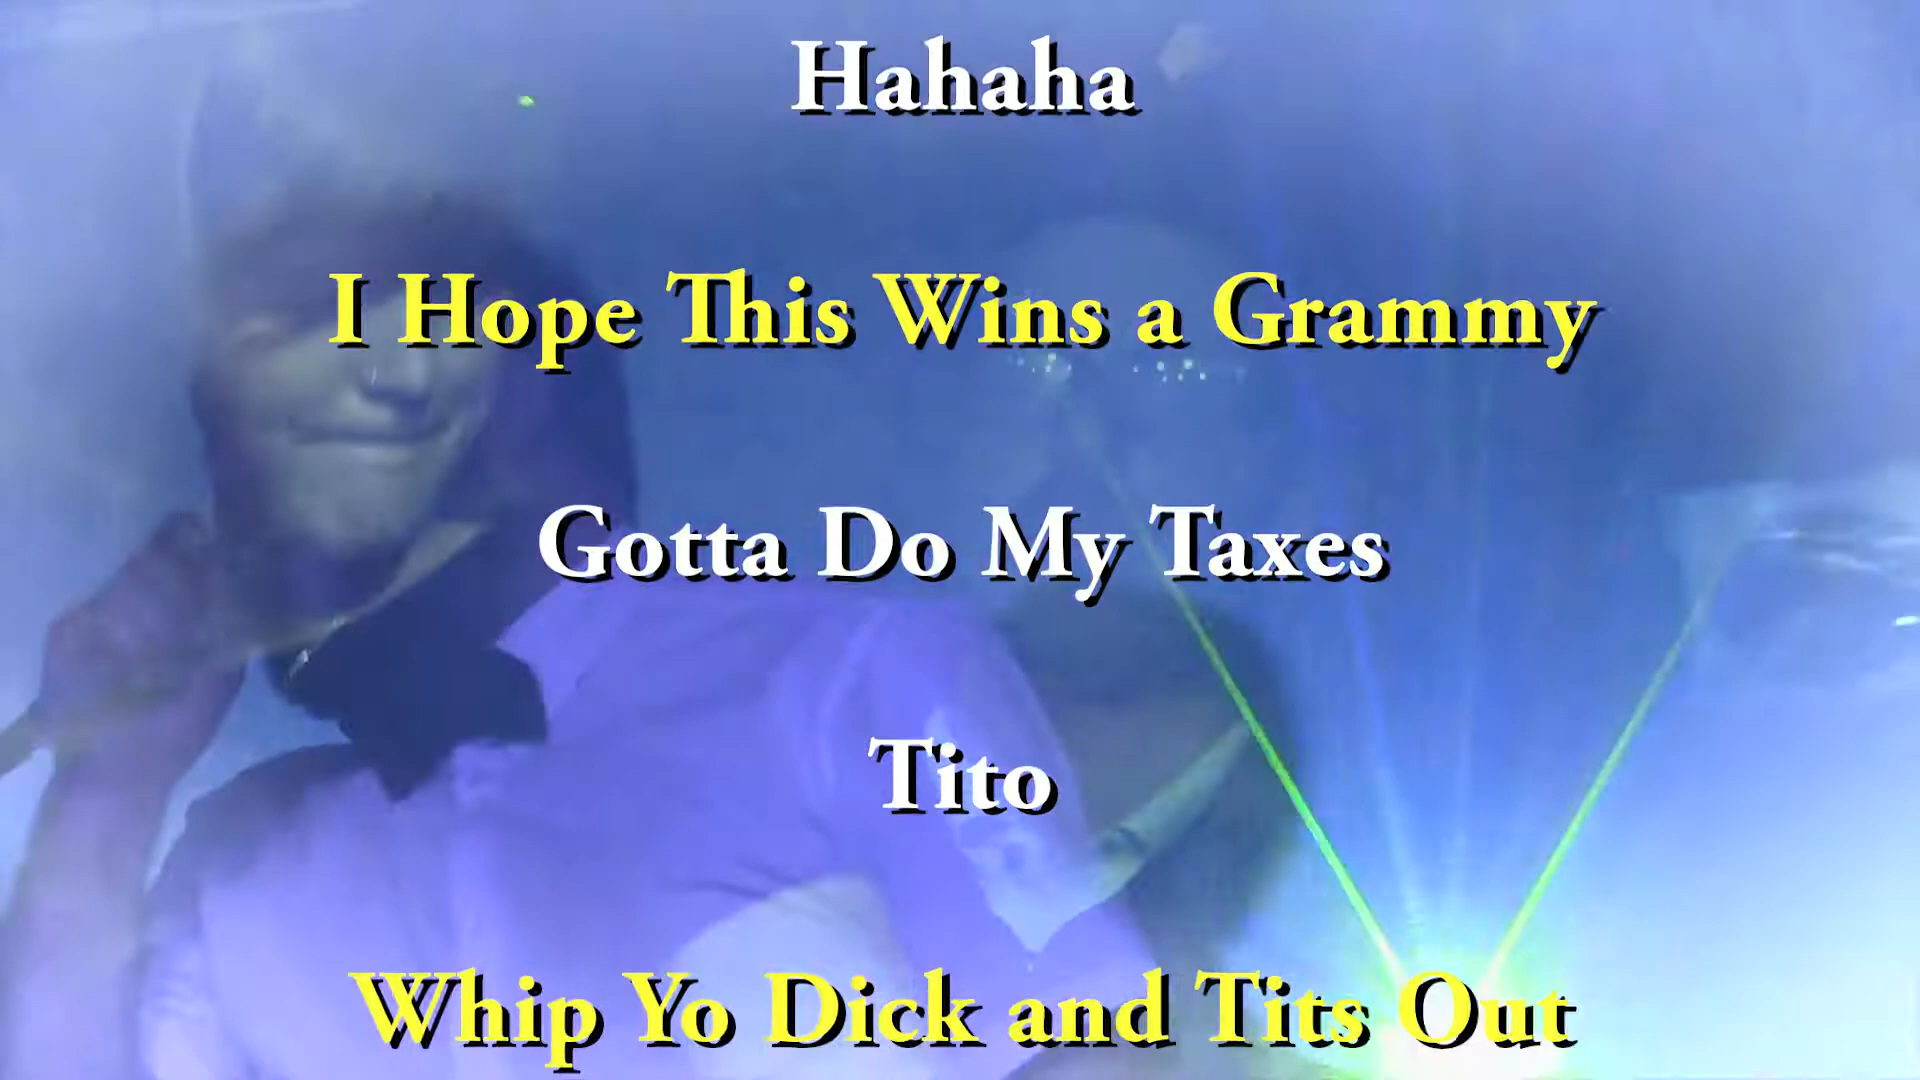 Hahaha
I Hope This Wins a Grammy
Gotta Do My Taxes
Tito
Whip Yo Dick and Tits Out